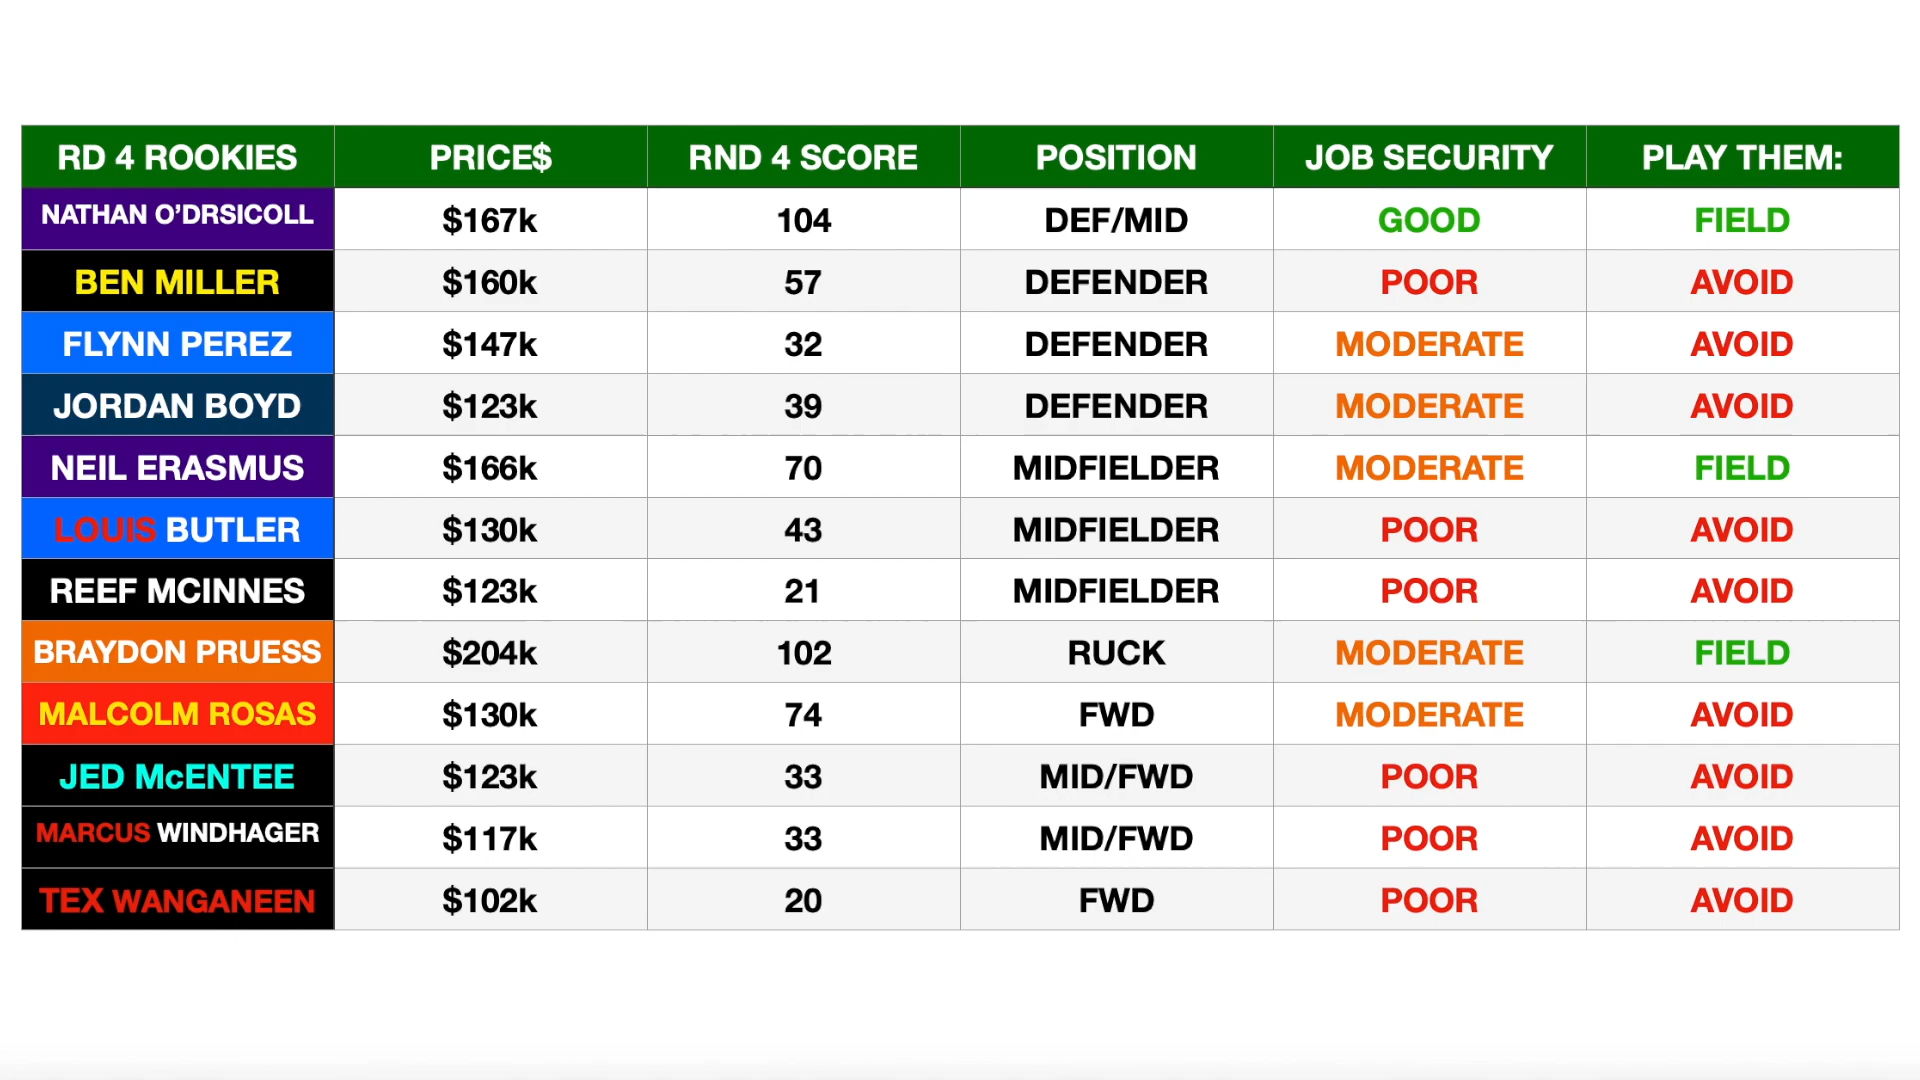 RD 4 ROOKIES PRICE$ RND 4 SCORE POSITION JOB SECURITY PLAY THEM:
NATHAN O’DRSICOLL $167k 104 DEF/MID GOOD FIELD
BEN MILLER $160k 57 DEFENDER POOR AVOID
FLYNN PEREZ $147k 32 DEFENDER MODERATE AVOID
JORDAN BOYD $123k 39 DEFENDER MODERATE AVOID
NEIL ERASMUS $166k 70 MIDFIELDER MODERATE FIELD
LOUIS BUTLER $130k 43 MIDFIELDER POOR AVOID
REEF MCINNES $123k 21 MIDFIELDER POOR AVOID
BRAYDON PRUESS $204k 102 RUCK MODERATE FIELD
MALCOLM ROSAS $130k 74 FWD MODERATE AVOID
JED McENTEE $123k 33 MID/FWD POOR AVOID
MARCUS WINDHAGER $117k 33 MID/FWD POOR AVOID
TEX WANGANEEN $102k 20 FWD POOR AVOID